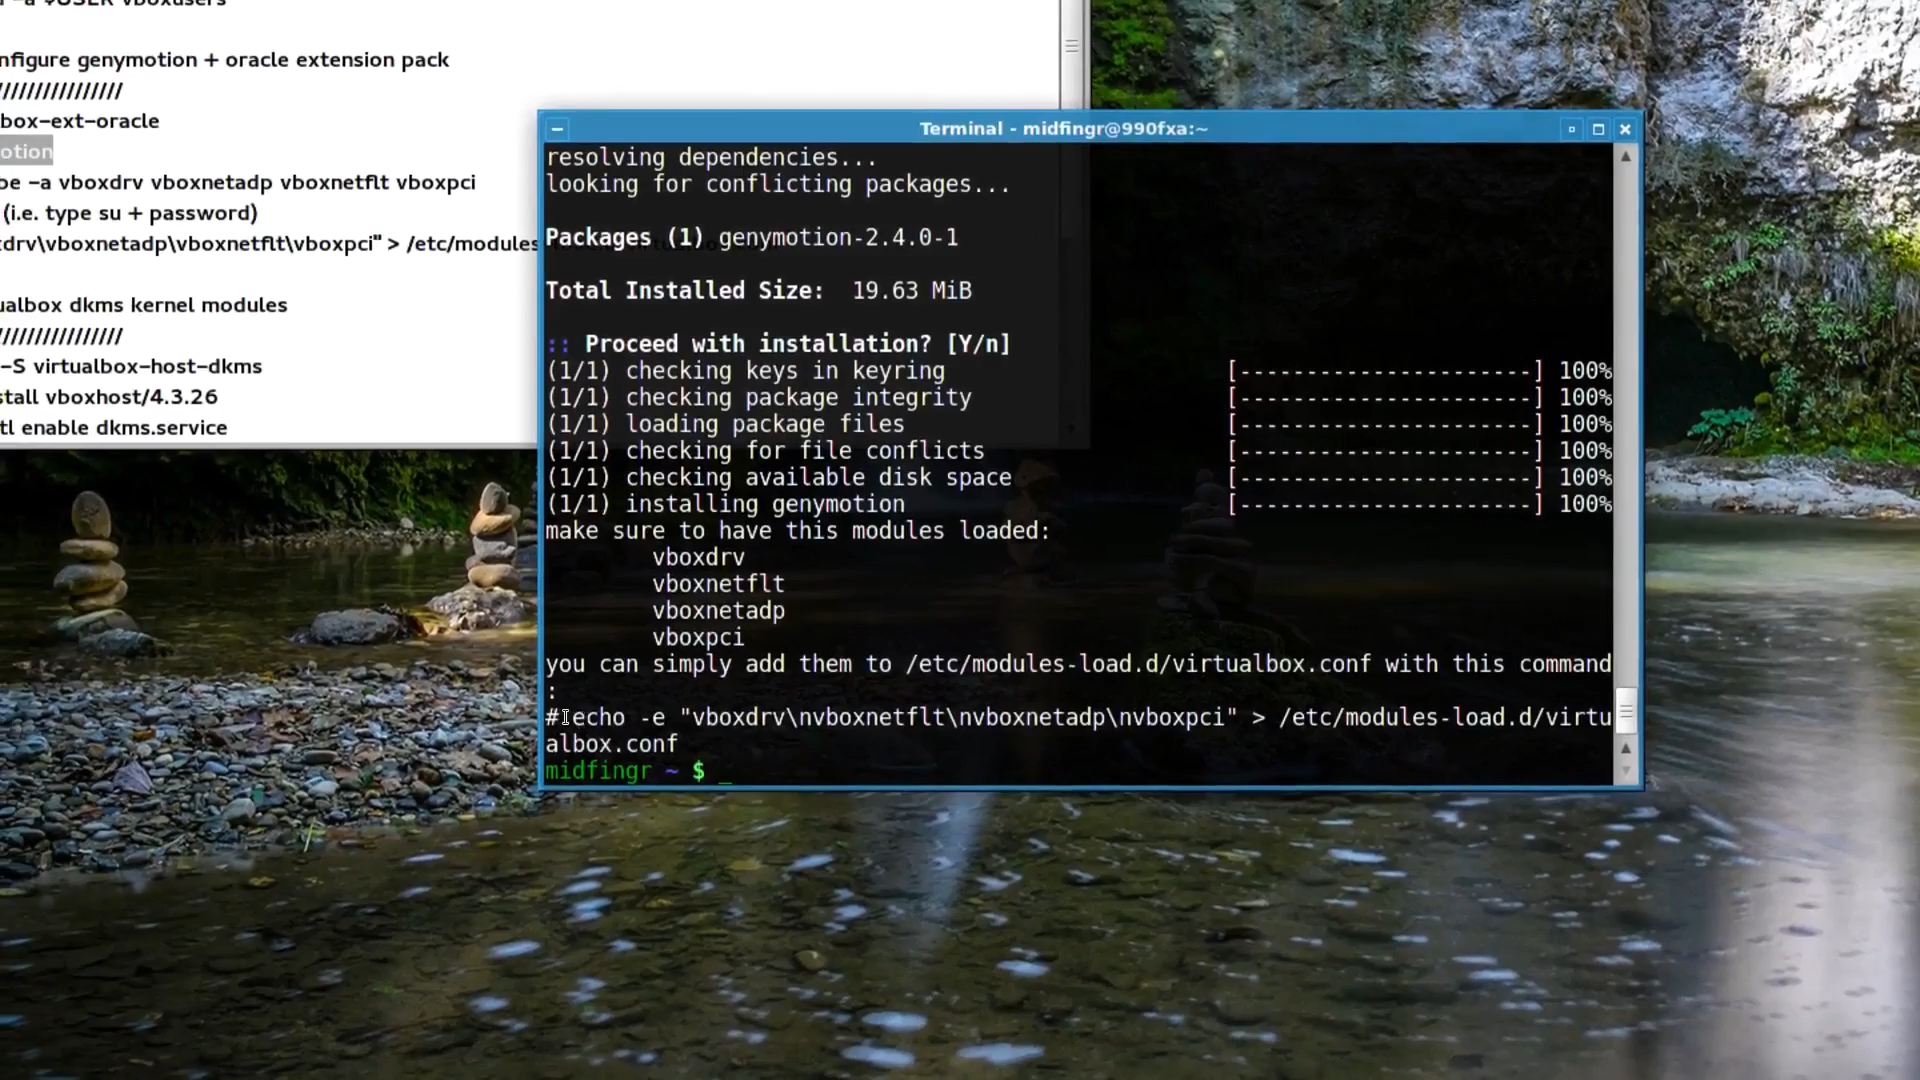 -a $USER vboxusers
nfigure genymotion + oracle extension pack
///////////////
box-ext-oracle
otion
be -a vboxdrv vboxnetadp vboxnetflt vboxpci
(i.e. type su + password)
drv\vboxnetadp\vboxnetflt\vboxpci" > /etc/modules
ualbox dkms kernel modules
///////////////
-S virtualbox-host-dkms
stall vboxhost/4.3.26
tl enable dkms.service
Terminal - midfingr@990fxa:~
resolving dependencies...
looking for conflicting packages...
Packages (1) genymotion-2.4.0-1
Total Installed Size:  19.63 MiB
:: Proceed with installation? [Y/n]
(1/1) checking keys in keyring [----------------------] 100%
(1/1) checking package integrity [----------------------] 100%
(1/1) loading package files [----------------------] 100%
(1/1) checking for file conflicts [----------------------] 100%
(1/1) checking available disk space [----------------------] 100%
(1/1) installing genymotion [----------------------] 100%
make sure to have this modules loaded:
vboxdrv
vboxnetflt
vboxnetadp
vboxpci
you can simply add them to /etc/modules-load.d/virtualbox.conf with this command
:
# echo -e "vboxdrv\nvboxnetflt\nvboxnetadp\nvboxpci" > /etc/modules-load.d/virtu
albox.conf
midfingr ~ $ _